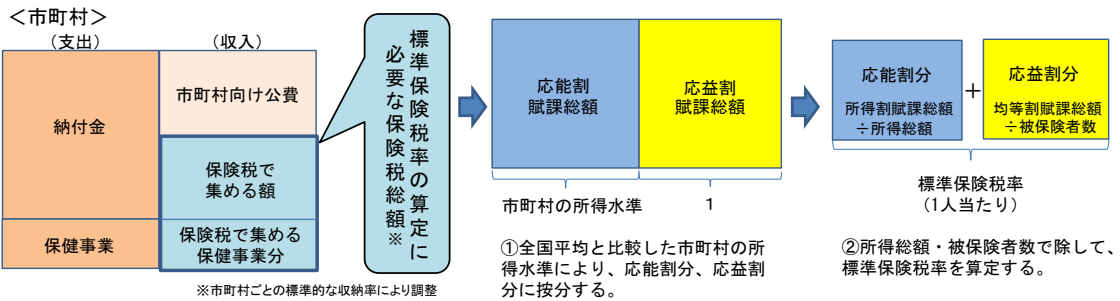 ＜市町村＞
（支出）
（収入）
納付金
保健事業
市町村向け公費
保険税で
集める額
保険税で集める
保健事業分
標準保険税率の算定に
必要な保険税総額※
※市町村ごとの標準的な収納率により調整
応能割
賦課総額
応益割
賦課総額
市町村の所得水準
1
①全国平均と比較した市町村の所
得水準により、応能割分、応益割
分に按分する。
応能割分
所得割賦課総額
÷所得総額
+
応益割分
均等割賦課総額
÷被保険者数
標準保険税率
（1人当たり）
②所得総額・被保険者数で除して、
標準保険税率を算定する。